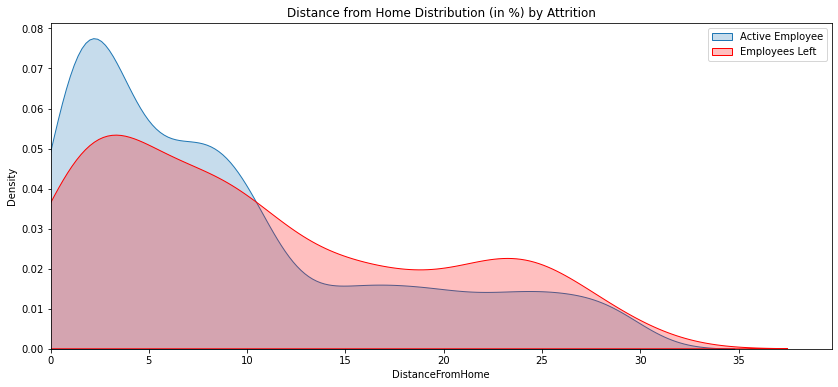 Distance from Home Distribution (in %) by Attrition
Active Employee
Employees Left
0.08
0.07
0.06
0.05
0.04
0.03
0.02
0.01
0.00
Density
0 5 10 15 20 25 30 35
DistanceFromHome